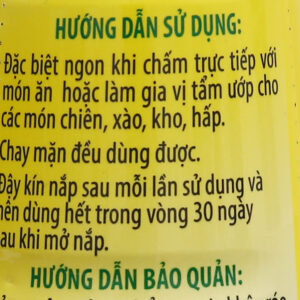 HƯỚNG DẪN SỬ DỤNG:
Đặc biệt ngon khi chấm trực tiếp với
món ăn hoặc làm gia vị tẩm ướp cho
các món chiên, xào, kho, hấp.
Chay mặn đều dùng được.
Đậy kín nắp sau mỗi lần sử dụng và
nên dùng hết trong vòng 30 ngày
sau khi mở nắp.
HƯỚNG DẪN BẢO QUẢN: